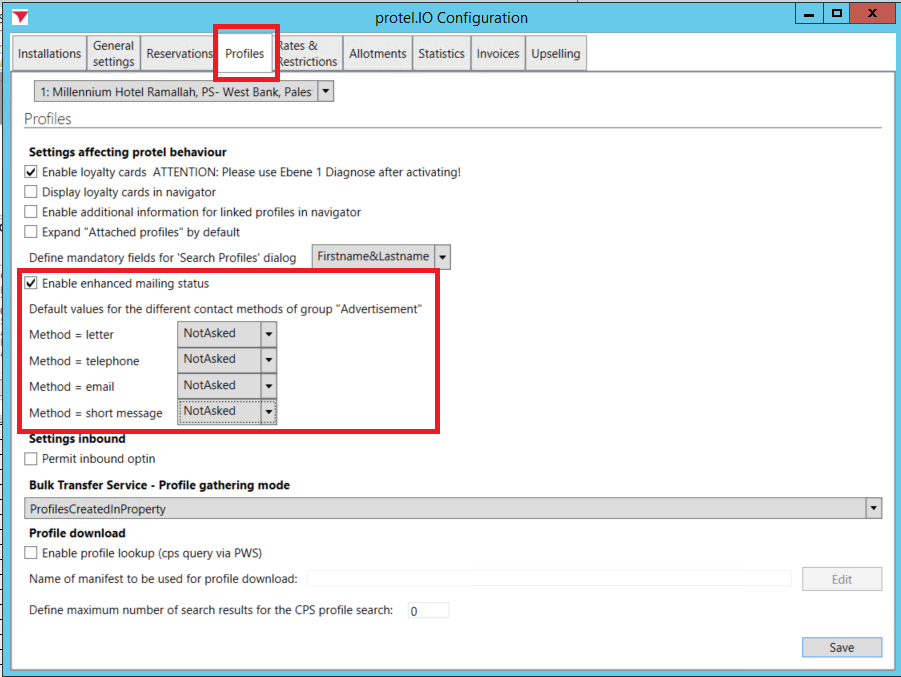 protel.IO Configuration
Installations
General settings
Reservations
Profiles
Rates & Restrictions
Allotments
Statistics
Invoices
Upselling
1: Millennium Hotel Ramallah, PS- West Bank, Pales
Profiles
Settings affecting protel behaviour
Enable loyalty cards  ATTENTION: Please use Ebene 1 Diagnose after activating!
Display loyalty cards in navigator
Enable additional information for linked profiles in navigator
Expand "Attached profiles" by default
Define mandatory fields for 'Search Profiles' dialog Firstname&Lastname
Enable enhanced mailing status
Default values for the different contact methods of group "Advertisement"
Method = letter NotAsked
Method = telephone NotAsked
Method = email NotAsked
Method = short message NotAsked
Settings inbound
Permit inbound optin
Bulk Transfer Service - Profile gathering mode
ProfilesCreatedInProperty
Profile download
Enable profile lookup (cps query via PWS)
Name of manifest to be used for profile download: Edit
Define maximum number of search results for the CPS profile search: 0
Save